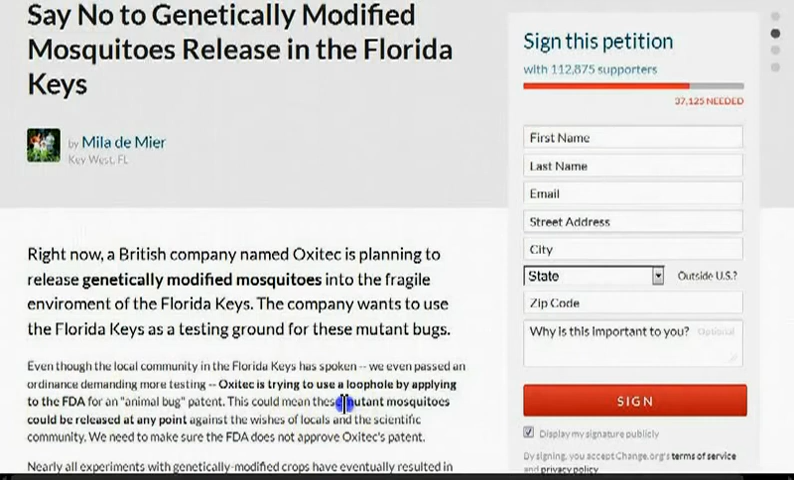 Say No to Genetically Modified
Mosquitoes Release in the Florida
Keys
by Mila de Mier
Key West, FL
Right now, a British company named Oxitec is planning to
release genetically modified mosquitoes into the fragile
enviroment of the Florida Keys. The company wants to use
the Florida Keys as a testing ground for these mutant bugs.
Even though the local community in the Florida Keys has spoken -- we even passed an
ordinance demanding more testing -- Oxitec is trying to use a loophole by applying
to the FDA for an "animal bug" patent. This could mean these mutant mosquitoes
could be released at any point against the wishes of locals and the scientific
community. We need to make sure the FDA does not approve Oxitec's patent.
Nearly all experiments with genetically-modified crops have eventually resulted in
Sign this petition
with 112,875 supporters
37,125 NEEDED
First Name
Last Name
Email
Street Address
City
State
Outside U.S.?
Zip Code
Why is this important to you? Optional
SIGN
Display my signature publicly
By signing, you accept Change.org's terms of service
and privacy policy